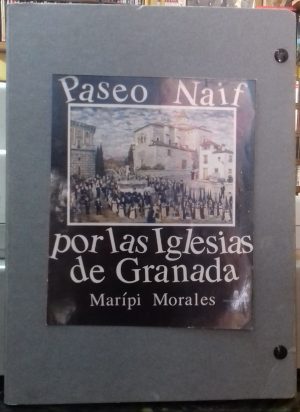 Paseo Naif
por las Iglesias
de Granada
Marípi Morales